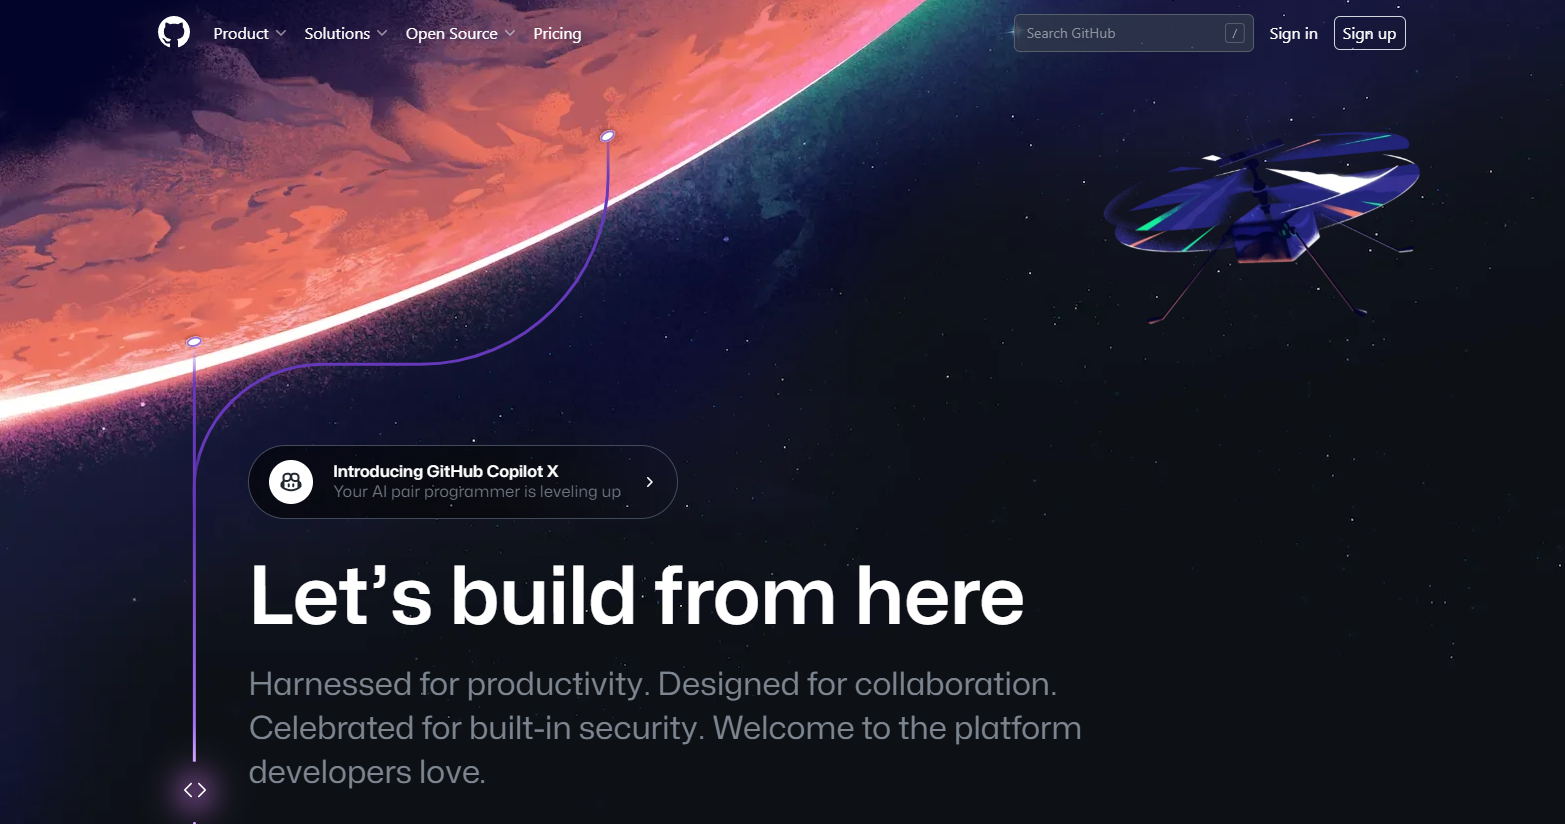 Product
Solutions
Open Source
Pricing
Search GitHub
/
Sign in
Sign up
Introducing GitHub Copilot X
Your AI pair programmer is leveling up
Let’s build from here
Harnessed for productivity. Designed for collaboration.
Celebrated for built-in security. Welcome to the platform
developers love.